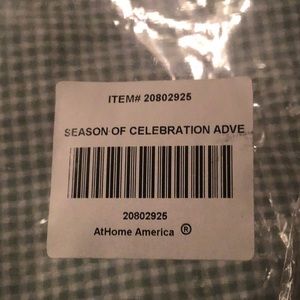 ITEM# 20802925
SEASON OF CELEBRATION ADVE
20802925
AtHome America ®